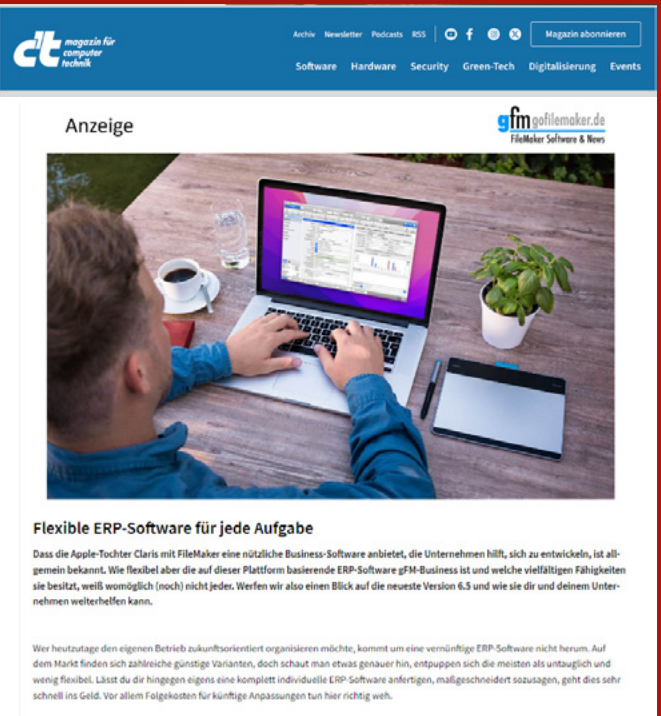 c't magazin für
computer
technik
Archiv Newsletter Podcasts RSS Magazin abonnieren
Software Hardware Security Green-Tech Digitalisierung Events
Anzeige
gfm gofilemaker.de
FileMaker Software & News
Flexible ERP-Software für jede Aufgabe
Dass die Apple-Tochter Claris mit FileMaker eine nützliche Business-Software anbietet, die Unternehmen hilft, sich zu entwickeln, ist all-
gemein bekannt. Wie flexibel aber die auf dieser Plattform basierende ERP-Software gFM-Business ist und welche vielfältigen Fähigkeiten
sie besitzt, weiß womöglich (noch) nicht jeder. Werfen wir also einen Blick auf die neueste Version 6.5 und wie sie dir und deinem Unter-
nehmen weiterhelfen kann.
Wer heutzutage den eigenen Betrieb zukunftsorientiert organisieren möchte, kommt um eine vernünftige ERP-Software nicht herum. Auf
dem Markt finden sich zahlreiche günstige Varianten, doch schaut man etwas genauer hin, entpuppen sich die meisten als untauglich und
wenig flexibel. Lässt du dir hingegen eigens eine komplett individuelle ERP-Software anfertigen, maßgeschneidert sozusagen, geht dies sehr
schnell ins Geld. Vor allem Folgekosten für künftige Anpassungen tun hier richtig weh.